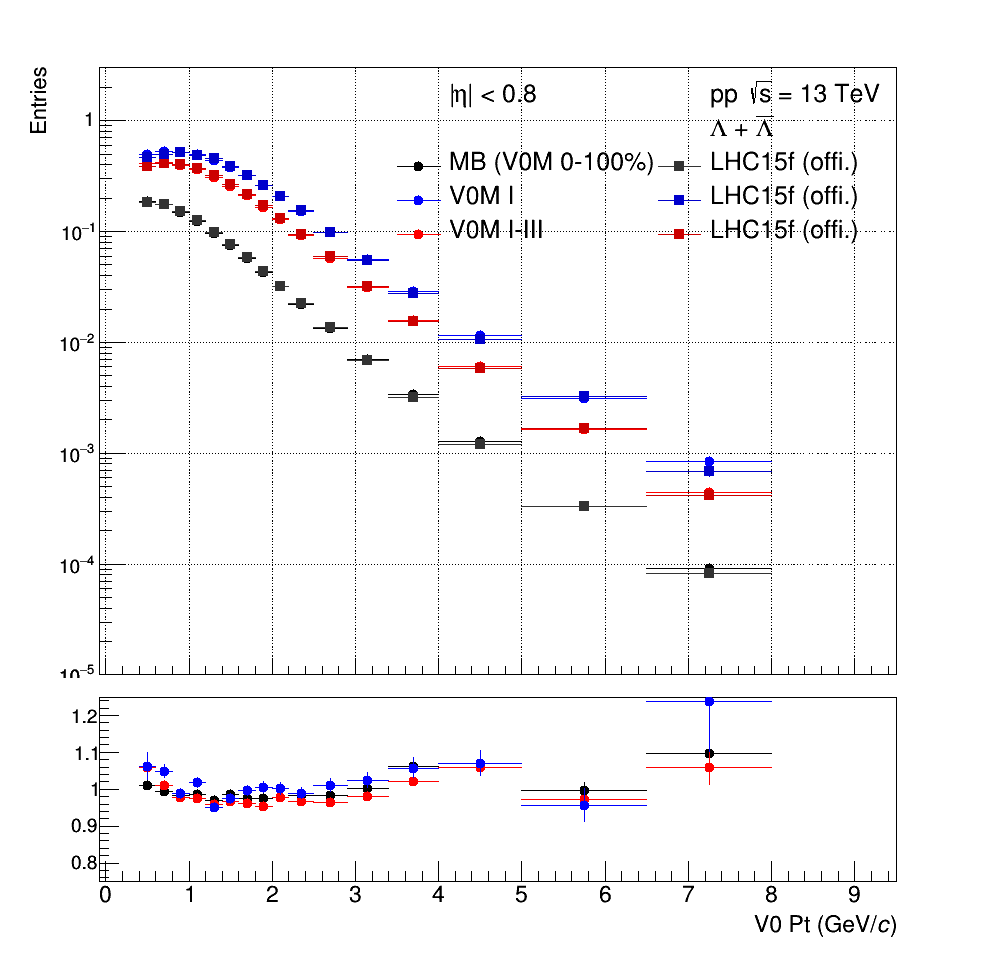 Entries
|η| < 0.8
pp √s = 13 TeV
Λ + Λ̅
MB (V0M 0-100%)
LHC15f (offi.)
V0M I
LHC15f (offi.)
V0M I-III
LHC15f (offi.)
1
10⁻¹
10⁻²
10⁻³
10⁻⁴
10⁻⁵
1.2
1.1
1
0.9
0.8
0 1 2 3 4 5 6 7 8 9
V0 Pt (GeV/c)